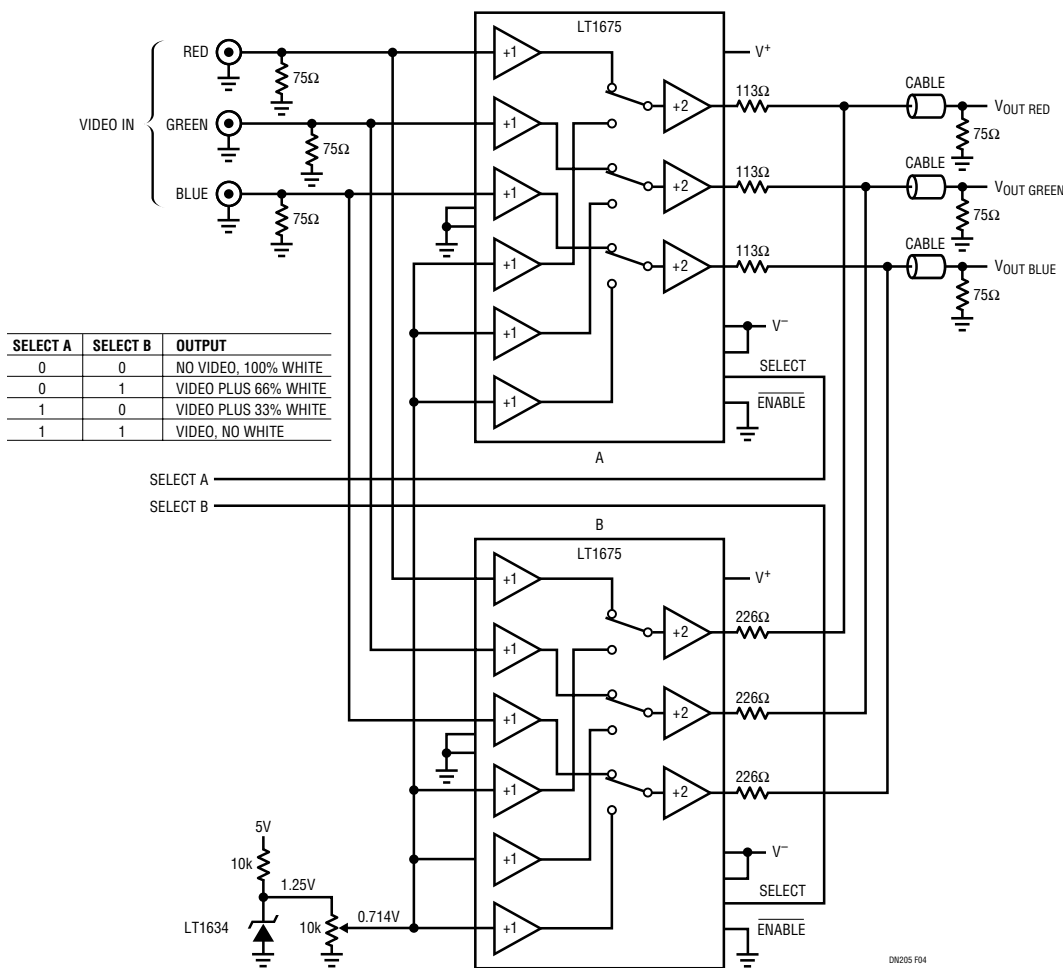 LT1675
RED
V+
75Ω
+1
+2
113Ω
CABLE
VOUT RED
75Ω
VIDEO IN
GREEN
75Ω
+1
+2
113Ω
CABLE
VOUT GREEN
75Ω
BLUE
75Ω
+1
+2
113Ω
CABLE
VOUT BLUE
75Ω
+1
+1
+1
V−
SELECT
ENABLE
A
SELECT A SELECT B OUTPUT
0 0 NO VIDEO, 100% WHITE
0 1 VIDEO PLUS 66% WHITE
1 0 VIDEO PLUS 33% WHITE
1 1 VIDEO, NO WHITE
SELECT A
SELECT B
B
LT1675
V+
+1
+2
226Ω
+1
+2
226Ω
+1
+2
226Ω
+1
+1
+1
V−
SELECT
ENABLE
5V
10k
1.25V
LT1634
10k
0.714V
DN205 F04